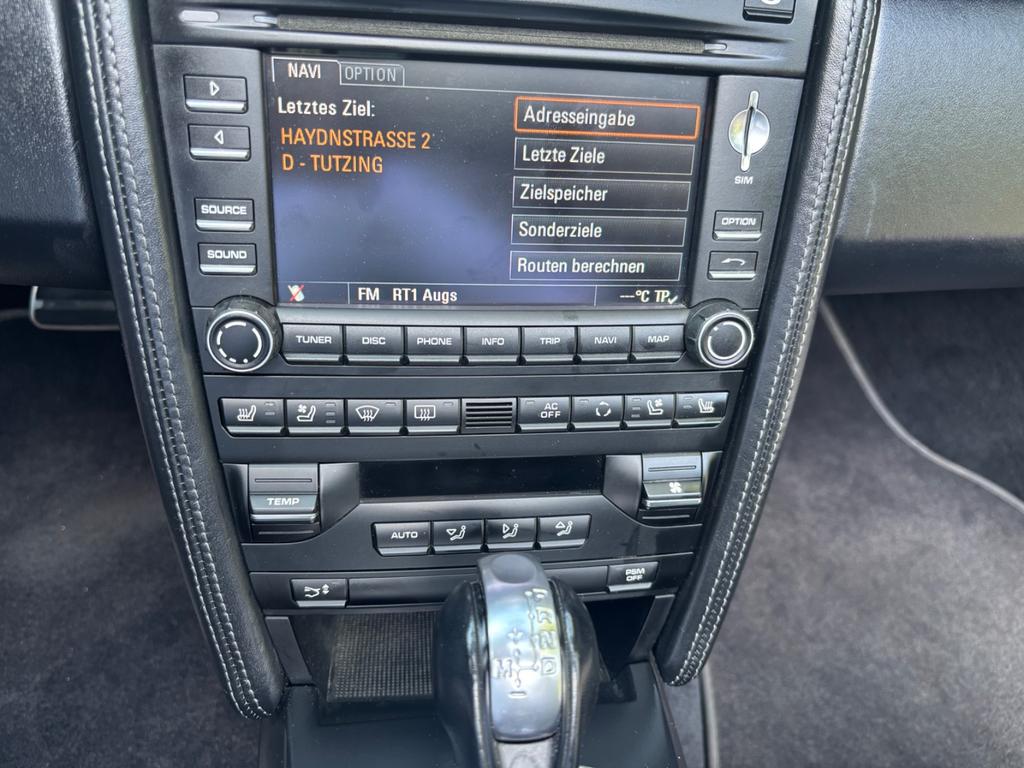 NAVI OPTION
Letztes Ziel:
HAYDNSTRASSE 2
D - TUTZING
Adresseingabe
Letzte Ziele
Zielspeicher
Sonderziele
Routen berechnen
FM RT1 Augs ---°C TP
SOURCE
SOUND
SIM
OPTION
TUNER DISC PHONE INFO TRIP NAVI MAP
AC
OFF
TEMP
AUTO
PSM
OFF
P
R
N
M D